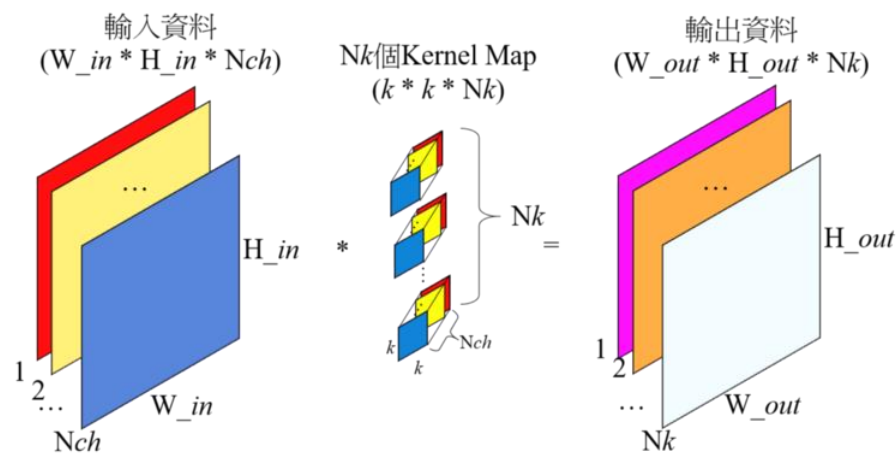 輸入資料
(W_in * H_in * Nch)
Nk個Kernel Map
(k * k * Nk)
輸出資料
(W_out * H_out * Nk)
...
H_in
*
Nk
=
...
H_out
...
k
k
Nch
1
2
...
Nch
W_in
1
2
...
Nk
W_out